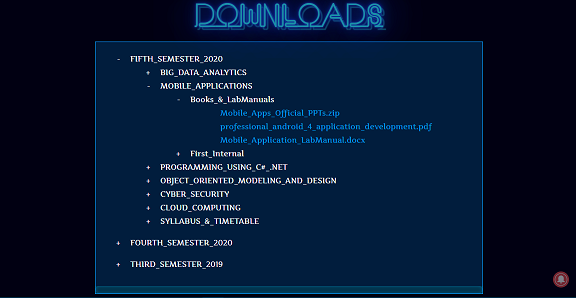 DOWNLOADS
- FIFTH_SEMESTER_2020
+ BIG_DATA_ANALYTICS
- MOBILE_APPLICATIONS
- Books_&_LabManuals
Mobile_Apps_Official_PPTs.zip
professional_android_4_application_development.pdf
Mobile_Application_LabManual.docx
+ First_Internal
+ PROGRAMMING_USING_C#_.NET
+ OBJECT_ORIENTED_MODELING_AND_DESIGN
+ CYBER_SECURITY
+ CLOUD_COMPUTING
+ SYLLABUS_&_TIMETABLE
+ FOURTH_SEMESTER_2020
+ THIRD_SEMESTER_2019